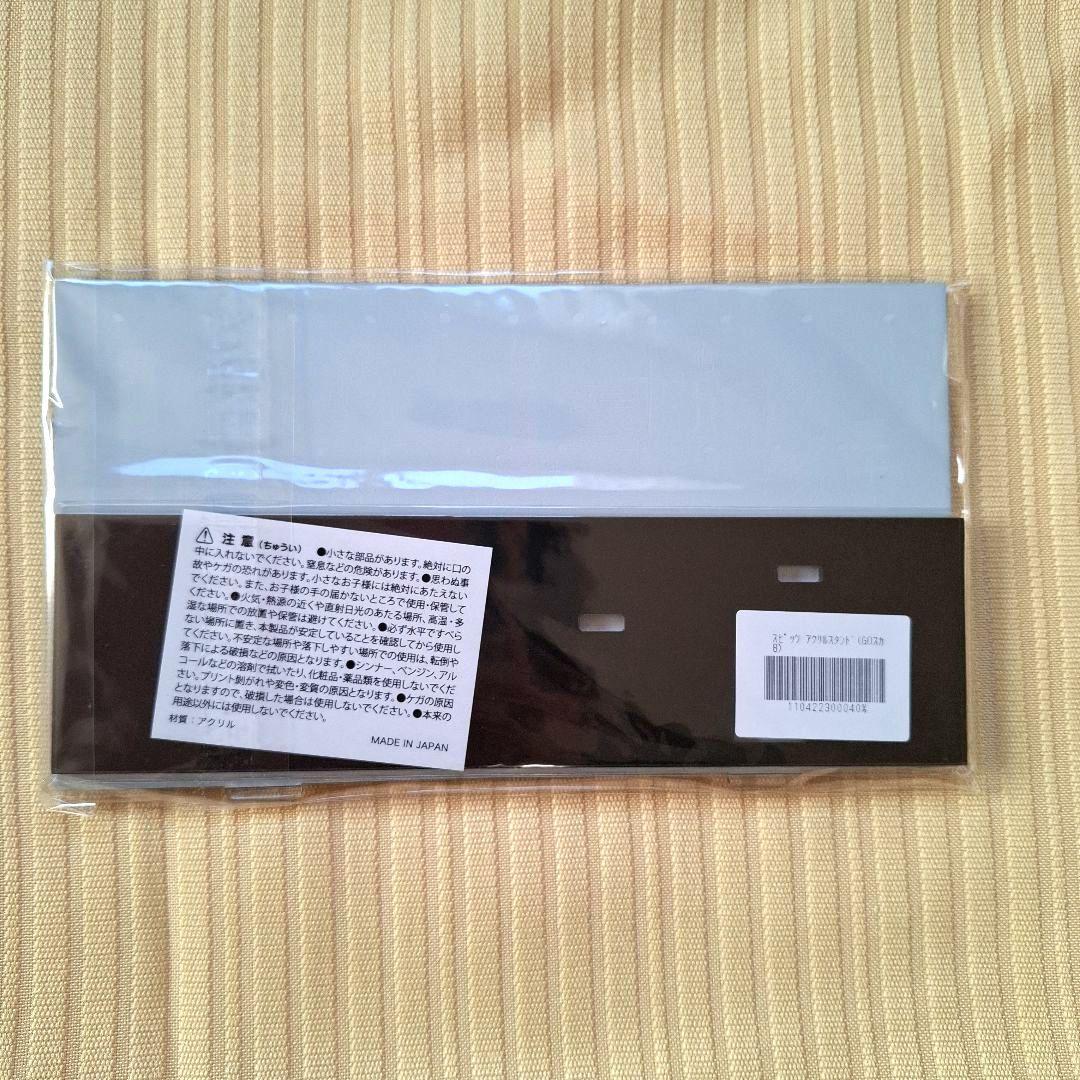 ⚠ 注意(ちゅうい) ●小さな部品があります。絶対に口の
中に入れないでください。窒息などの危険があります。●思わぬ事
故やケガの恐れがあります。小さなお子様には絶対にあたえない
でください。また、お子様の手の届かないところで使用・保管して
ください。●火気・熱源の近くや直射日光のあたる場所、高温・多
湿な場所での放置や保管は避けてください。●必ず水平ですべら
ない場所に置き、本製品が安定していることを確認してから使用し
てください。不安定な場所や落下しやすい場所での使用は、転倒や
落下による破損などの原因となります。●シンナー、ベンジン、アル
コールなどの溶剤で拭いたり、化粧品・薬品類を使用しないでくだ
さい。プリント剥がれや変色・変質の原因となります。●ケガの原因
となりますので、破損した場合は使用しないでください。●本来の
用途以外には使用しないでください。
材質：アクリル
MADE IN JAPAN
ｽﾋﾟｯﾂ ｱｸﾘﾙｽﾀﾝﾄﾞ(GOｽｶ
8)
110422300040%